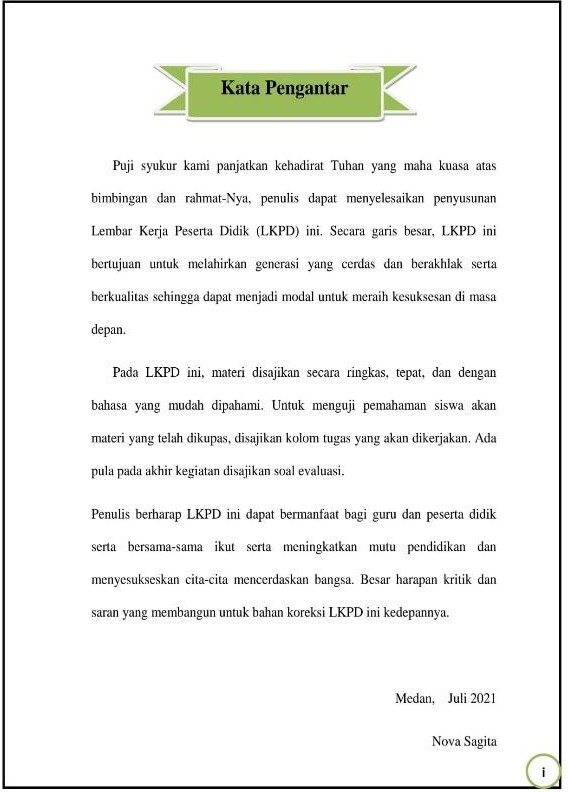 Kata Pengantar
Puji syukur kami panjatkan kehadirat Tuhan yang maha kuasa atas
bimbingan dan rahmat-Nya, penulis dapat menyelesaikan penyusunan
Lembar Kerja Peserta Didik (LKPD) ini. Secara garis besar, LKPD ini
bertujuan untuk melahirkan generasi yang cerdas dan berakhlak serta
berkualitas sehingga dapat menjadi modal untuk meraih kesuksesan di masa
depan.
Pada LKPD ini, materi disajikan secara ringkas, tepat, dan dengan
bahasa yang mudah dipahami. Untuk menguji pemahaman siswa akan
materi yang telah dikupas, disajikan kolom tugas yang akan dikerjakan. Ada
pula pada akhir kegiatan disajikan soal evaluasi.
Penulis berharap LKPD ini dapat bermanfaat bagi guru dan peserta didik
serta bersama-sama ikut serta meningkatkan mutu pendidikan dan
menyesukseskan cita-cita mencerdaskan bangsa. Besar harapan kritik dan
saran yang membangun untuk bahan koreksi LKPD ini kedepannya.
Medan, Juli 2021
Nova Sagita
i